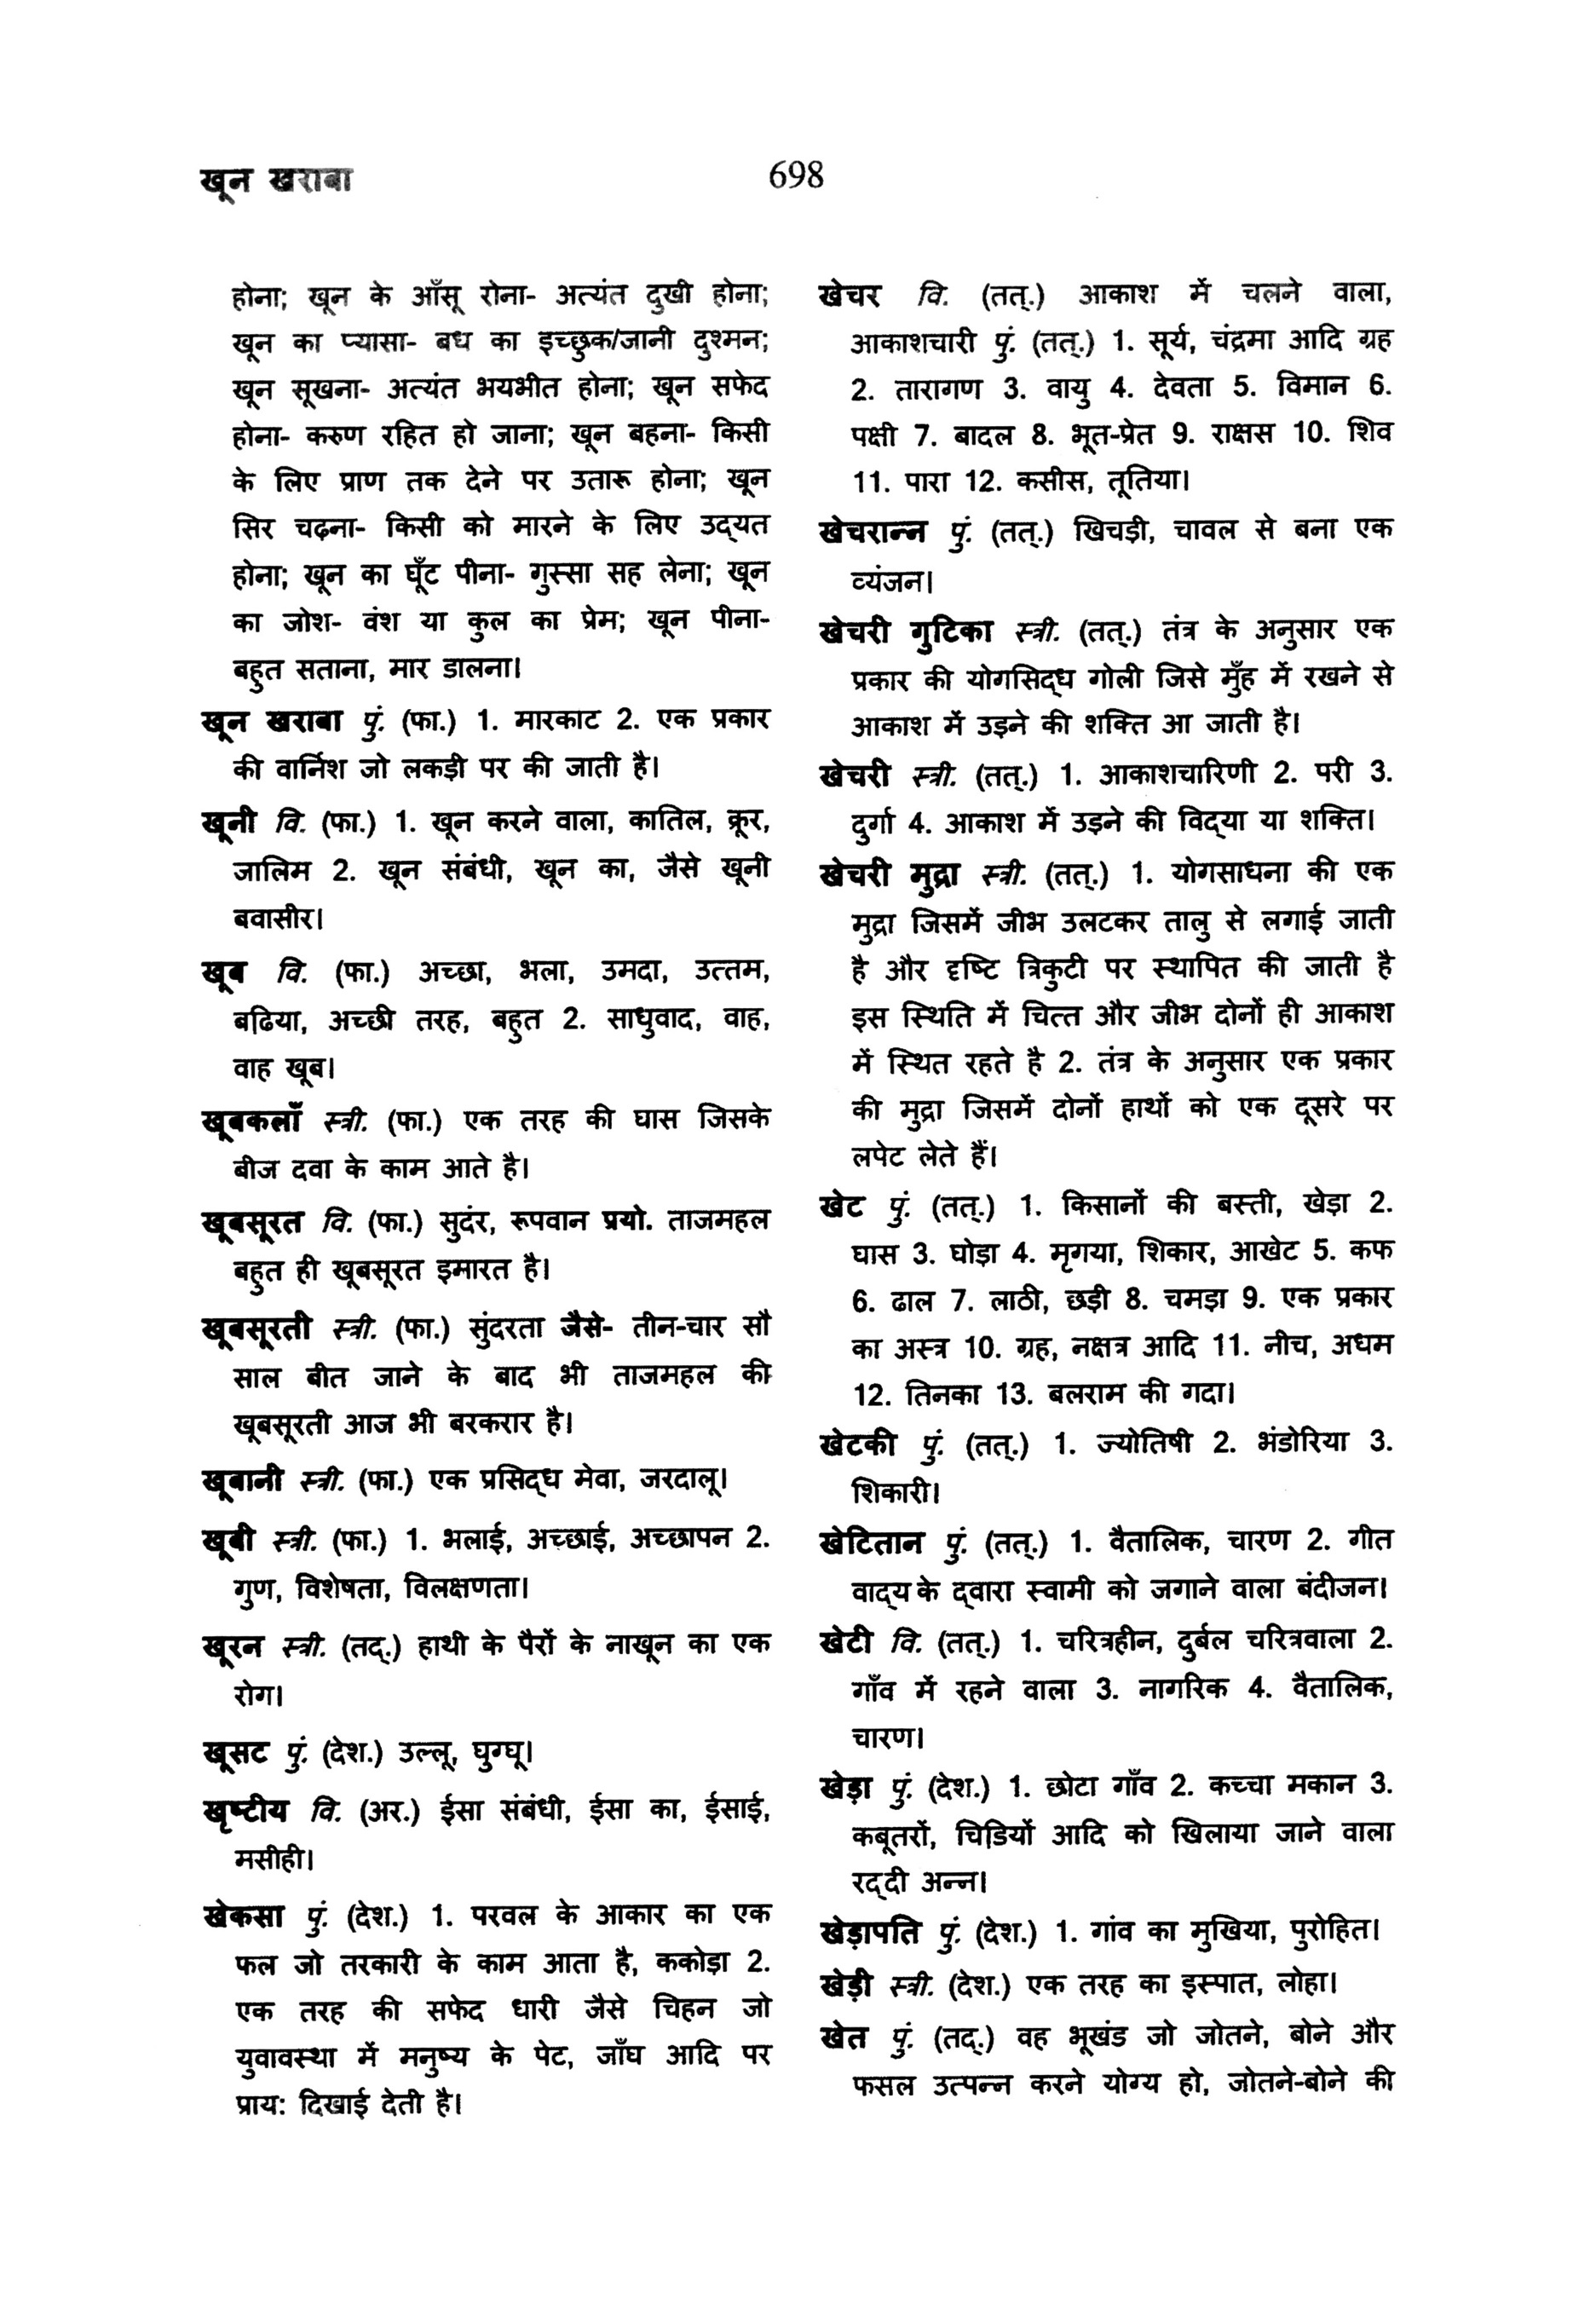 खून खराबा
698
होना; खून के आँसू रोना- अत्यंत दुखी होना;
खून का प्यासा- बध का इच्छुक/जानी दुश्मन;
खून सूखना- अत्यंत भयभीत होना; खून सफेद
होना- करुण रहित हो जाना; खून बहना- किसी
के लिए प्राण तक देने पर उतारू होना; खून
सिर चढ़ना- किसी को मारने के लिए उद्‌यत
होना; खून का घूँट पीना- गुस्सा सह लेना; खून
का जोश- वंश या कुल का प्रेम; खून पीना-
बहुत सताना, मार डालना।
खून खराबा पुं. (फा.) 1. मारकाट 2. एक प्रकार
की वार्निश जो लकड़ी पर की जाती है।
खूनी वि. (फा.) 1. खून करने वाला, कातिल, क्रूर,
जालिम 2. खून संबंधी, खून का, जैसे खूनी
बवासीर।
खूब वि. (फा.) अच्छा, भला, उमदा, उत्तम,
बढिया, अच्छी तरह, बहुत 2. साधुवाद, वाह,
वाह खूब।
खूबकलाँ स्त्री. (फा.) एक तरह की घास जिसके
बीज दवा के काम आते है।
खूबसूरत वि. (फा.) सुदंर, रूपवान प्रयो. ताजमहल
बहुत ही खूबसूरत इमारत है।
खूबसूरती स्त्री. (फा.) सुंदरता जैसे- तीन-चार सौ
साल बीत जाने के बाद भी ताजमहल की
खूबसूरती आज भी बरकरार है।
खूबानी स्त्री. (फा.) एक प्रसिद्‌ध मेवा, जरदालू।
खूबी स्त्री. (फा.) 1. भलाई, अच्छाई, अच्छापन 2.
गुण, विशेषता, विलक्षणता।
खूरन स्त्री. (तद्.) हाथी के पैरों के नाखून का एक
रोग।
खूसट पुं. (देश.) उल्लू, घुग्घू।
खृष्टीय वि. (अर.) ईसा संबंधी, ईसा का, ईसाई,
मसीही।
खेकसा पुं. (देश.) 1. परवल के आकार का एक
फल जो तरकारी के काम आता है, ककोड़ा 2.
एक तरह की सफेद धारी जैसे चिहन जो
युवावस्था में मनुष्य के पेट, जाँघ आदि पर
प्राय: दिखाई देती है।
खेचर वि. (तत्.) आकाश में चलने वाला,
आकाशचारी पुं. (तत्.) 1. सूर्य, चंद्रमा आदि ग्रह
2. तारागण 3. वायु 4. देवता 5. विमान 6.
पक्षी 7. बादल 8. भूत-प्रेत 9. राक्षस 10. शिव
11. पारा 12. कसीस, तूतिया।
खेचरान्न पुं. (तत्.) खिचड़ी, चावल से बना एक
व्यंजन।
खेचरी गुटिका स्त्री. (तत्.) तंत्र के अनुसार एक
प्रकार की योगसिद्‌ध गोली जिसे मुँह में रखने से
आकाश में उड़ने की शक्ति आ जाती है।
खेचरी स्त्री. (तत्.) 1. आकाशचारिणी 2. परी 3.
दुर्गा 4. आकाश में उड़ने की विद्‌या या शक्ति।
खेचरी मुद्रा स्त्री. (तत्.) 1. योगसाधना की एक
मुद्रा जिसमें जीभ उलटकर तालु से लगाई जाती
है और दृष्टि त्रिकुटी पर स्थापित की जाती है
इस स्थिति में चित्त और जीभ दोनों ही आकाश
में स्थित रहते है 2. तंत्र के अनुसार एक प्रकार
की मुद्रा जिसमें दोनों हाथों को एक दूसरे पर
लपेट लेते हैं।
खेट पुं. (तत्.) 1. किसानों की बस्ती, खेड़ा 2.
घास 3. घोड़ा 4. मृगया, शिकार, आखेट 5. कफ
6. ढाल 7. लाठी, छड़ी 8. चमड़ा 9. एक प्रकार
का अस्त्र 10. ग्रह, नक्षत्र आदि 11. नीच, अधम
12. तिनका 13. बलराम की गदा।
खेटकी पुं. (तत्.) 1. ज्योतिषी 2. भंडोरिया 3.
शिकारी।
खेटितान पुं. (तत्.) 1. वैतालिक, चारण 2. गीत
वाद्‌य के द्‌वारा स्वामी को जगाने वाला बंदीजन।
खेटी वि. (तत्.) 1. चरित्रहीन, दुर्बल चरित्रवाला 2.
गाँव में रहने वाला 3. नागरिक 4. वैतालिक,
चारण।
खेड़ा पुं. (देश.) 1. छोटा गाँव 2. कच्चा मकान 3.
कबूतरों, चिडि़यों आदि को खिलाया जाने वाला
रद्‌दी अन्न।
खेड़ापति पुं. (देश.) 1. गांव का मुखिया, पुरोहित।
खेड़ी स्त्री. (देश.) एक तरह का इस्पात, लोहा।
खेत पुं. (तद्.) वह भूखंड जो जोतने, बोने और
फसल उत्पन्न करने योग्य हो, जोतने-बोने की